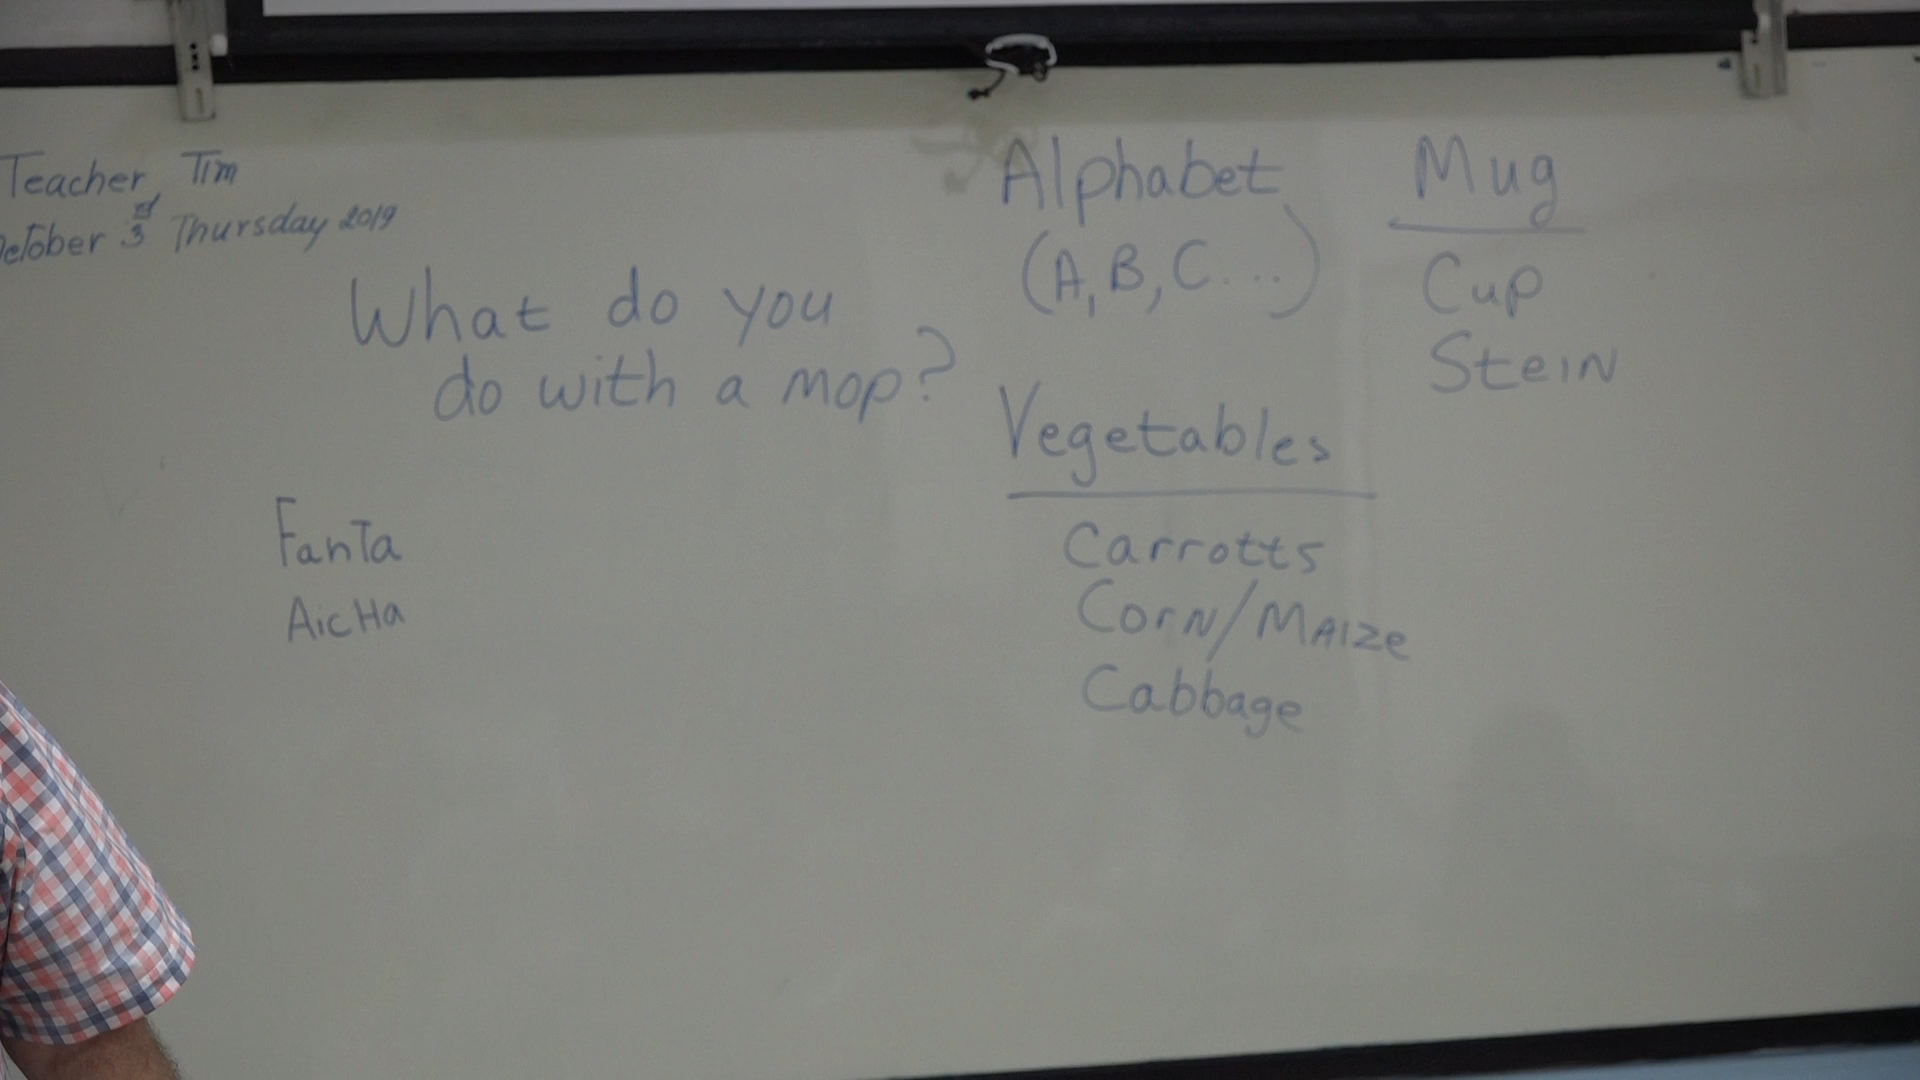 Teacher, Tim
October 3rd Thursday 2019
What do you
do with a mop?
Fanta
AicHa
Alphabet
(A, B, C...)
Vegetables
Carrotts
Corn/Maize
Cabbage
Mug
Cup
Stein